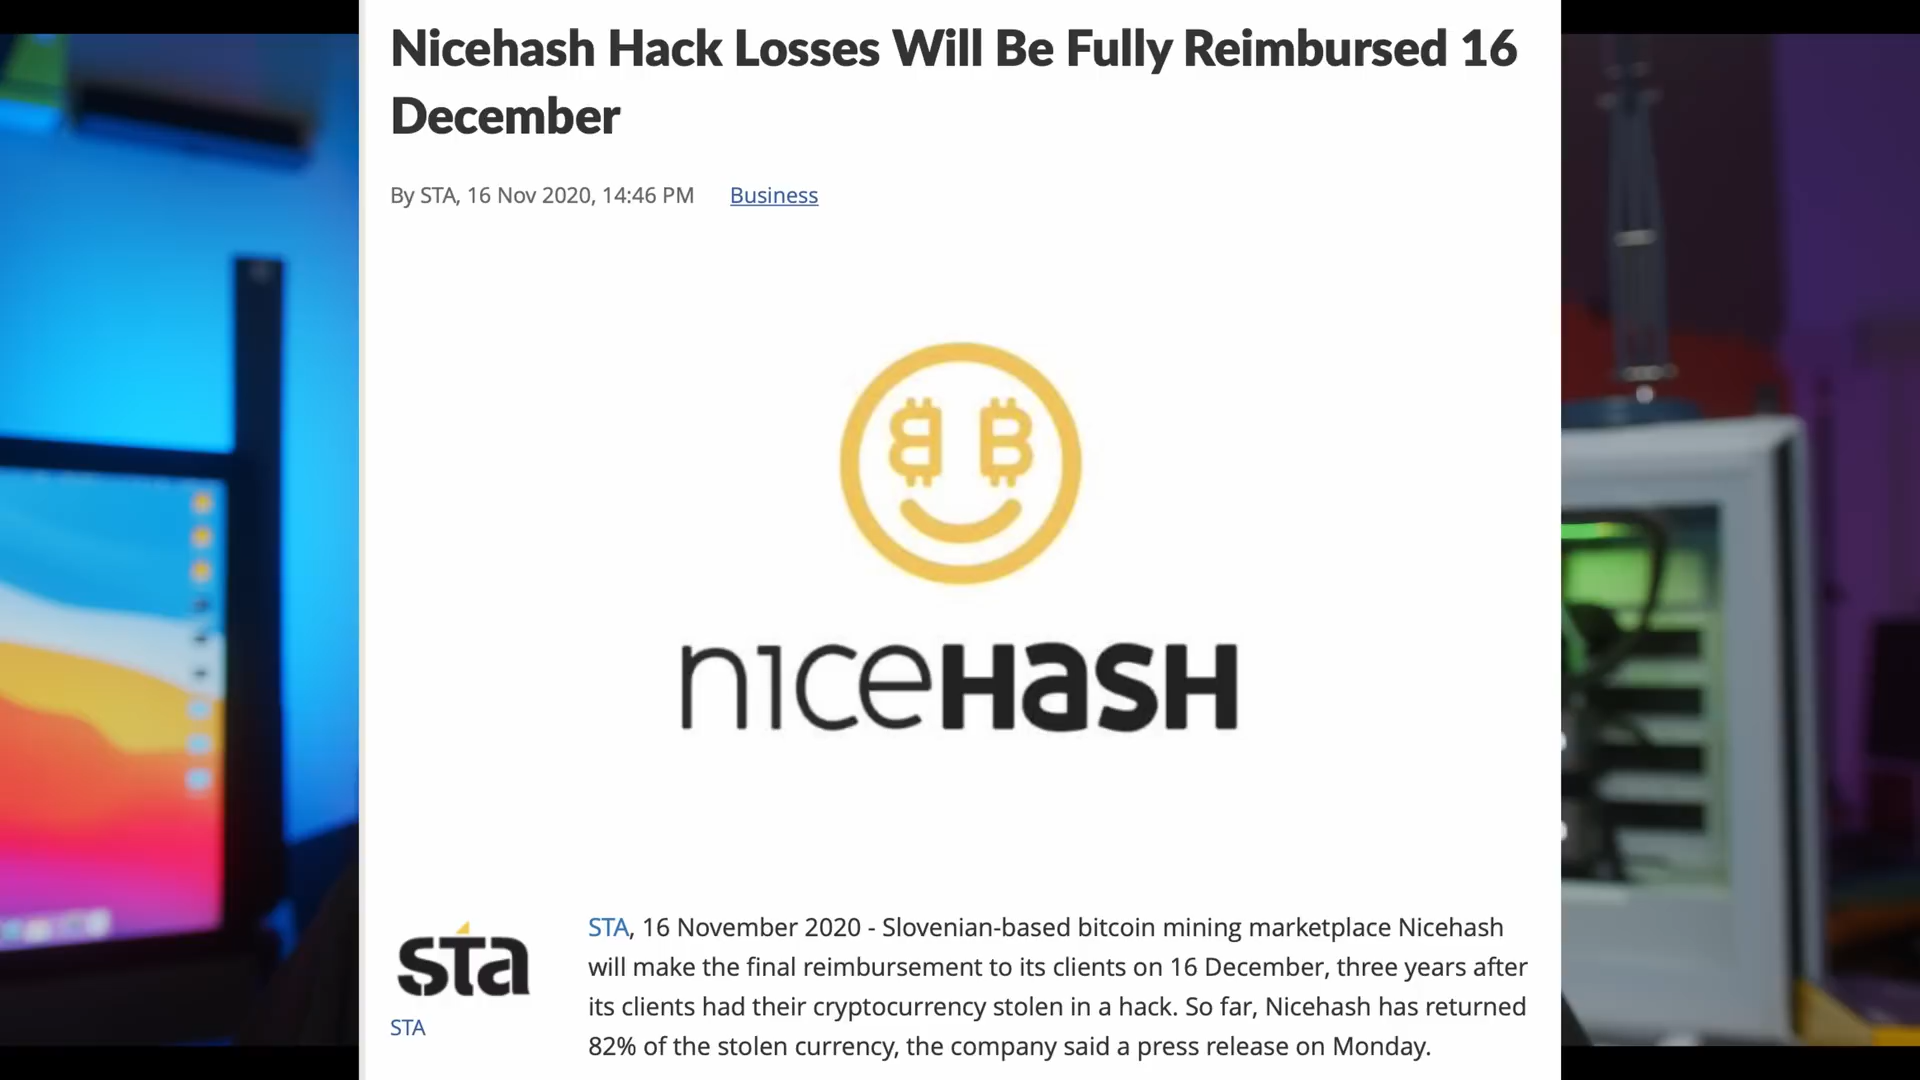 Nicehash Hack Losses Will Be Fully Reimbursed 16
December
By STA, 16 Nov 2020, 14:46 PM Business
niceHasH
sta
STA
STA, 16 November 2020 - Slovenian-based bitcoin mining marketplace Nicehash
will make the final reimbursement to its clients on 16 December, three years after
its clients had their cryptocurrency stolen in a hack. So far, Nicehash has returned
82% of the stolen currency, the company said a press release on Monday.